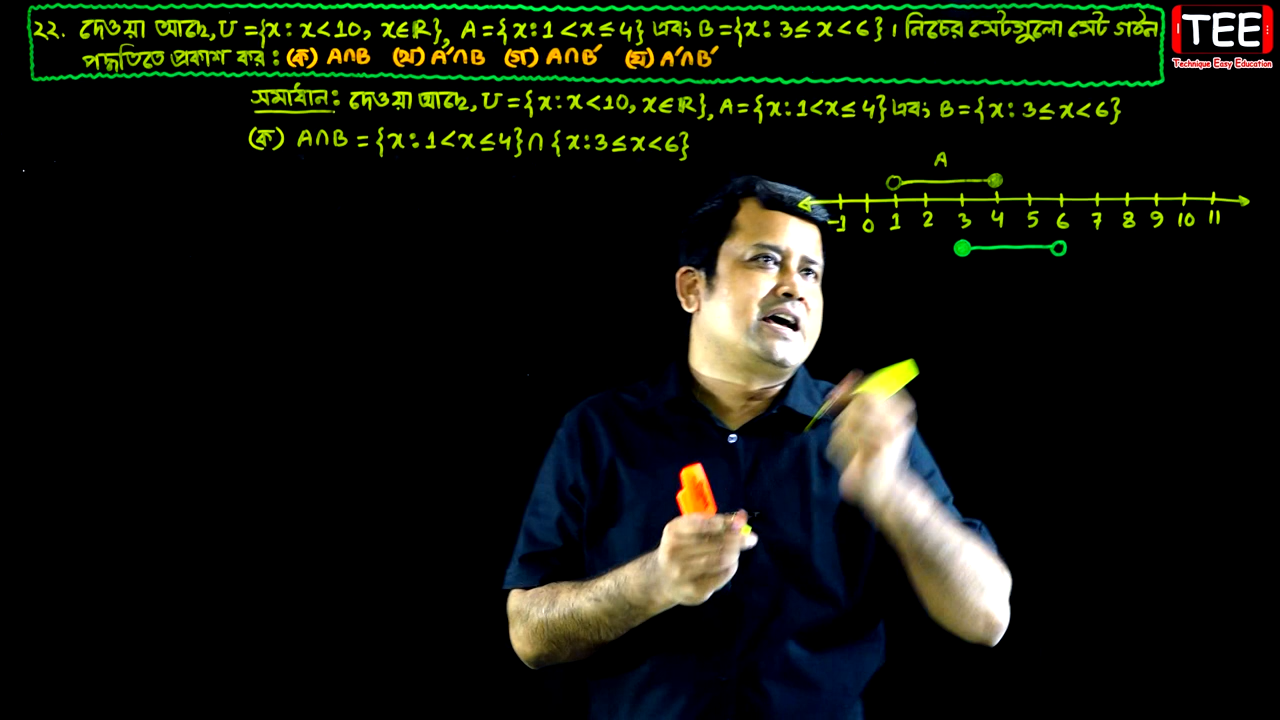 ২২. দেওয়া আছে, U = {x : x < 10, x ∈ R}, A = {x : 1 < x ≤ 4} এবং B = {x : 3 ≤ x < 6} । নিচের সেটগুলো সেট গঠন
পদ্ধতিতে প্রকাশ কর : (ক) A∩B (খ) A′∩B (গ) A∩B′ (ঘ) A′∩B′
TEE
Technique Easy Education
সমাধান : দেওয়া আছে, U = {x : x < 10, x ∈ R}, A = {x : 1 < x ≤ 4} এবং B = {x : 3 ≤ x < 6}
(ক) A∩B = {x : 1 < x ≤ 4} ∩ {x : 3 ≤ x < 6}
A
-1 0 1 2 3 4 5 6 7 8 9 10 11